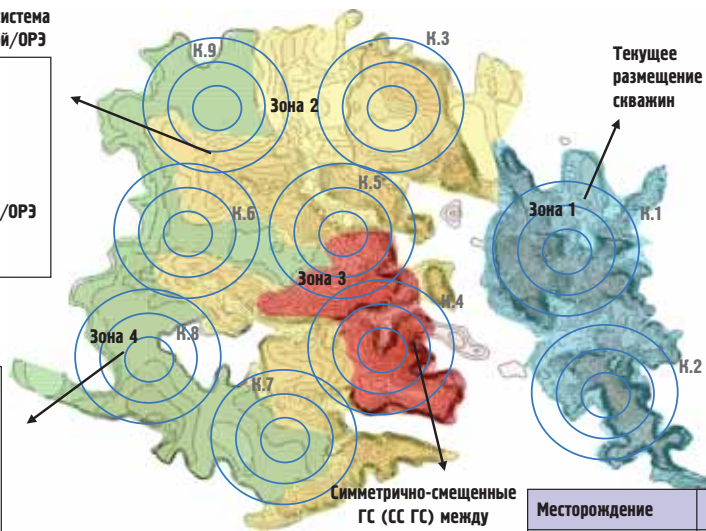 система
ой/ОРЭ
К.9
К.3
Зона 2
Текущее
размещение
скважин
/ОРЭ
К.6
К.5
Зона 1
К.1
Зона 3
К.4
Зона 4
К.8
К.2
К.7
Симметрично-смещенные
ГС (СС ГС) между
Месторождение